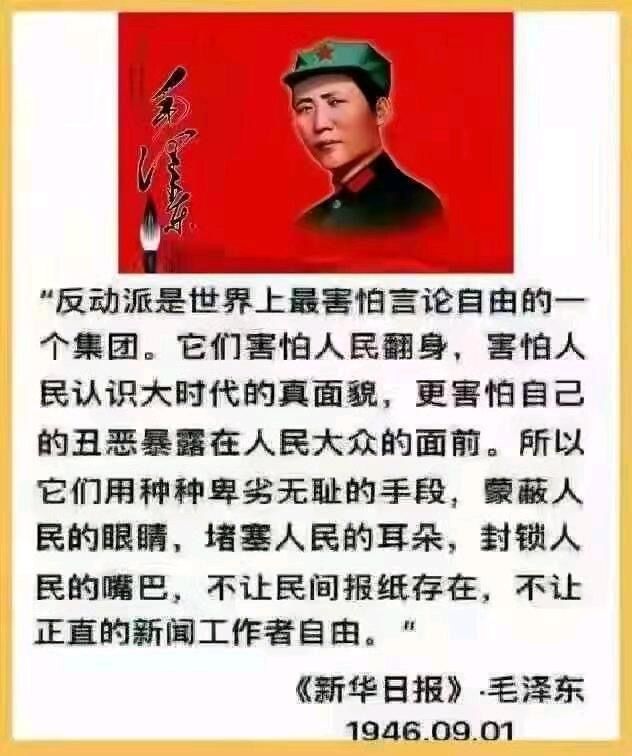 毛泽东
“反动派是世界上最害怕言论自由的一
个集团。它们害怕人民翻身，害怕人
民认识大时代的真面貌，更害怕自己
的丑恶暴露在人民大众的面前。所以
它们用种种卑劣无耻的手段，蒙蔽人
民的眼睛，堵塞人民的耳朵，封锁人
民的嘴巴，不让民间报纸存在，不让
正直的新闻工作者自由。“
《新华日报》·毛泽东
1946.09.01